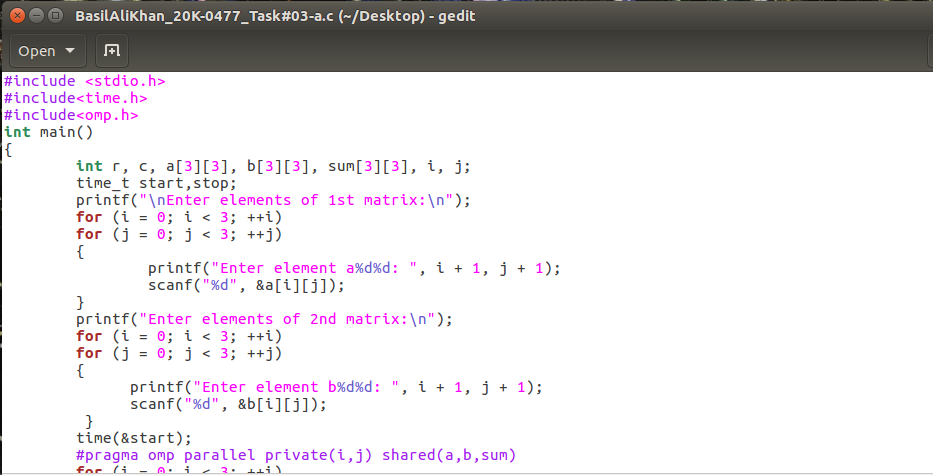 BasilAliKhan_20K-0477_Task#03-a.c (~/Desktop) - gedit
Open
#include <stdio.h>
#include<time.h>
#include<omp.h>
int main()
{
        int r, c, a[3][3], b[3][3], sum[3][3], i, j;
        time_t start,stop;
        printf("\nEnter elements of 1st matrix:\n");
        for (i = 0; i < 3; ++i)
        for (j = 0; j < 3; ++j)
        {
                printf("Enter element a%d%d: ", i + 1, j + 1);
                scanf("%d", &a[i][j]);
        }
        printf("Enter elements of 2nd matrix:\n");
        for (i = 0; i < 3; ++i)
        for (j = 0; j < 3; ++j)
        {
              printf("Enter element b%d%d: ", i + 1, j + 1);
              scanf("%d", &b[i][j]);
         }
        time(&start);
        #pragma omp parallel private(i,j) shared(a,b,sum)
        for (i = 0; i < 3; ++i)